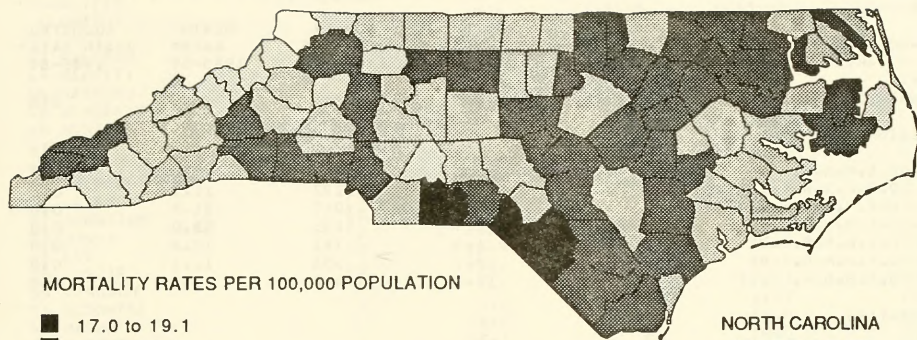 MORTALITY RATES PER 100,000 POPULATION
17.0 to 19.1
NORTH CAROLINA